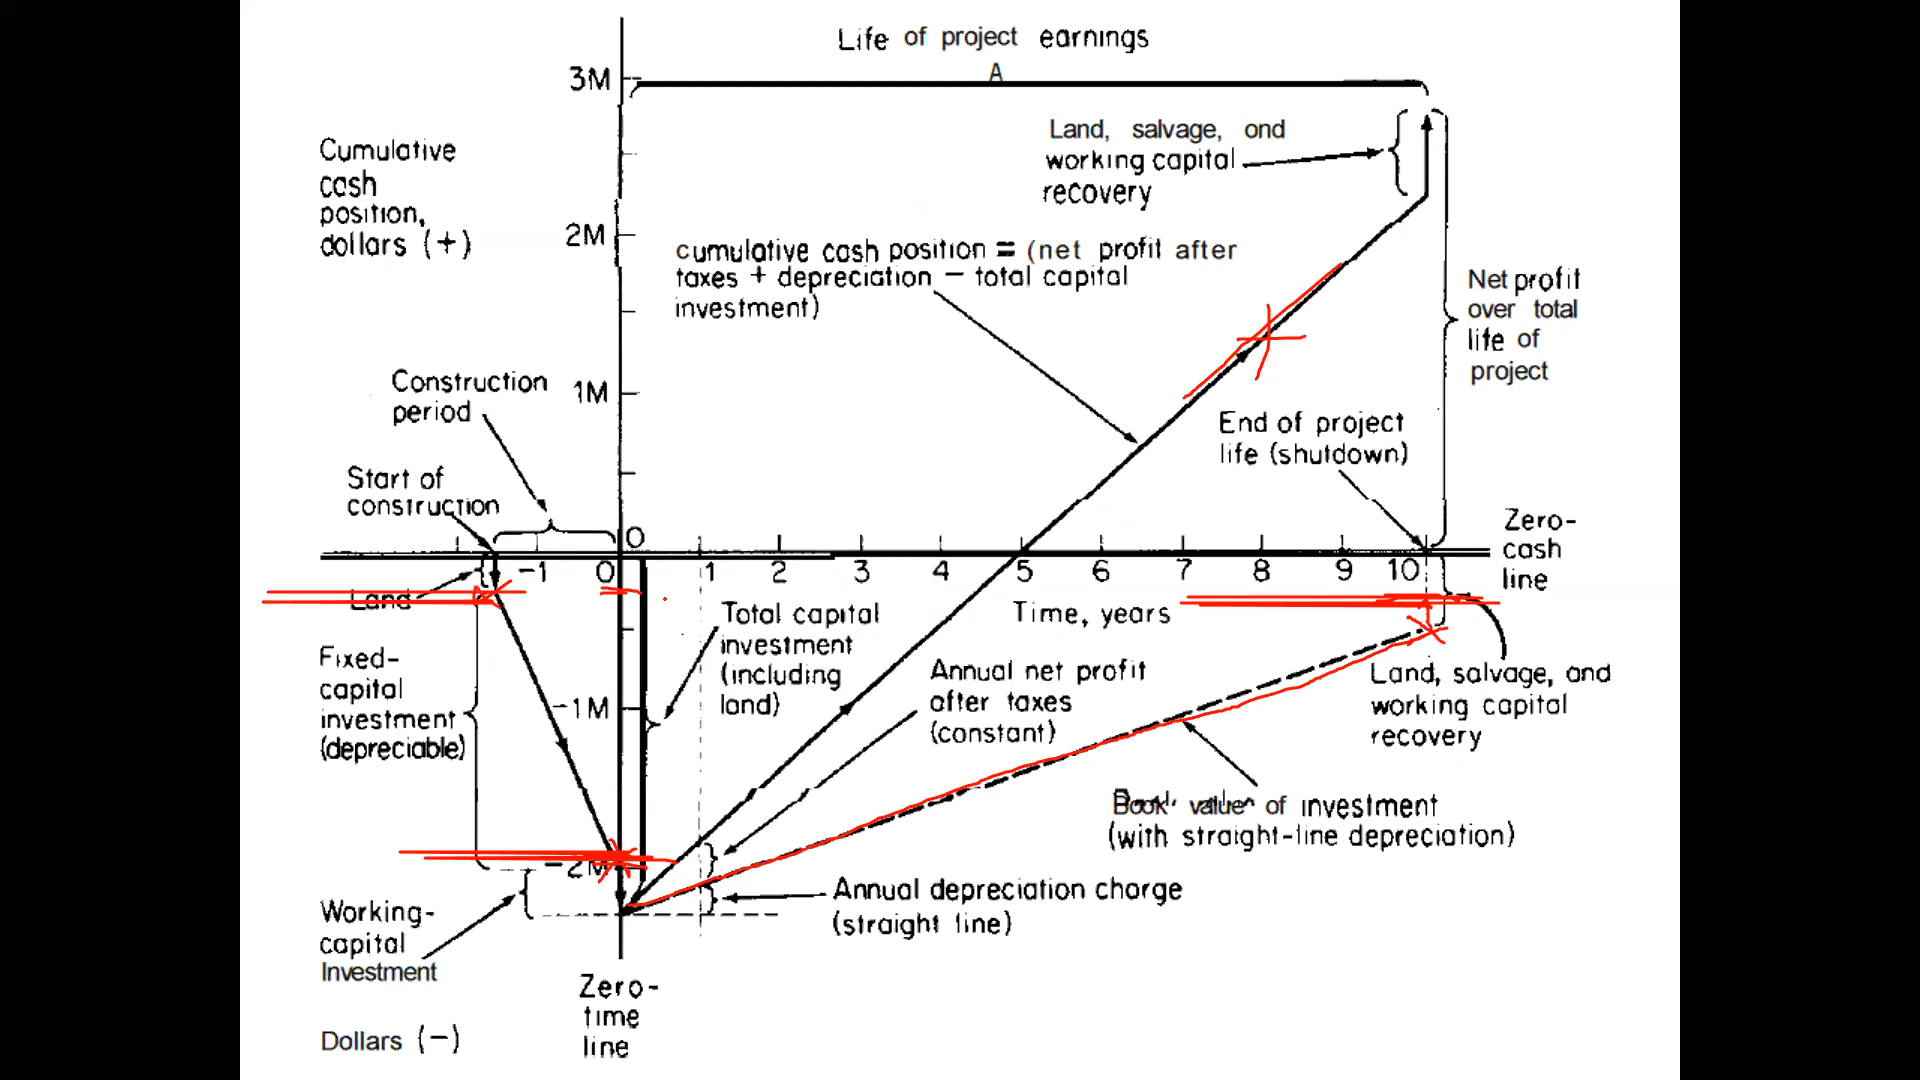 Life of project earnings
A
3M
Land, salvage, ond
working capital
recovery
Cumulative
cash
position,
dollars (+)
2M
cumulative cash position = (net profit after
taxes + depreciation – total capital
investment)
Net profit
over total
life of
project
Construction
period
1M
End of project
life (shutdown)
Start of
construction
O
Zero-
cash
line
-1 0 1 2 3 4 5 6 7 8 9 10
Land
Total capital
investment
(including
land)
Time, years
Fixed-
capital
investment
(depreciable)
-1M
Annual net profit
after taxes
(constant)
Land, salvage, and
working capital
recovery
Book value of investment
(with straight-line depreciation)
-2M
Annual depreciation charge
(straight line)
Working-
capital
Investment
Zero-
time
line
Dollars (-)